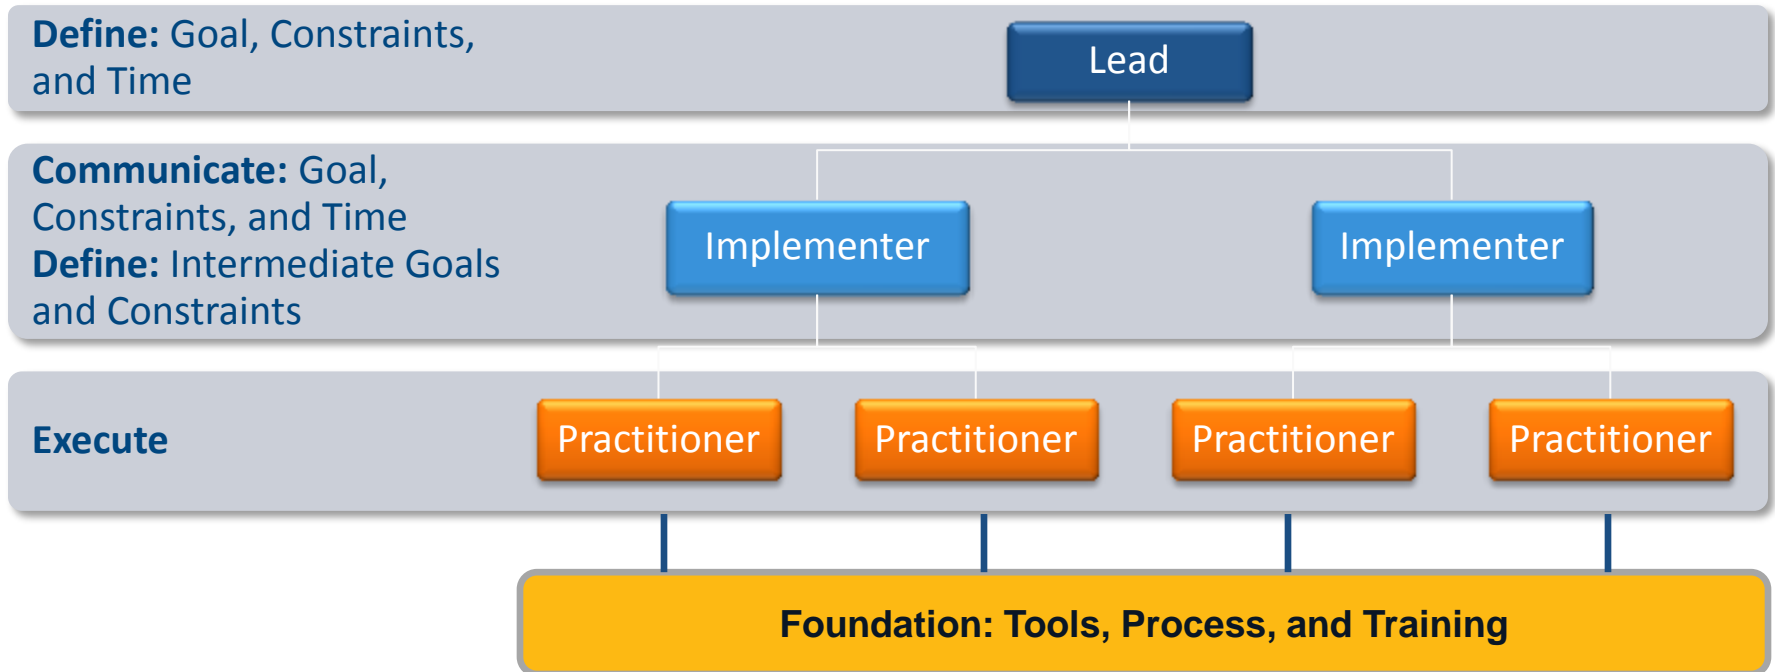 Define: Goal, Constraints,
and Time
Lead
Communicate: Goal,
Constraints, and Time
Define: Intermediate Goals
and Constraints
Implementer
Implementer
Execute
Practitioner
Practitioner
Practitioner
Practitioner
Foundation: Tools, Process, and Training